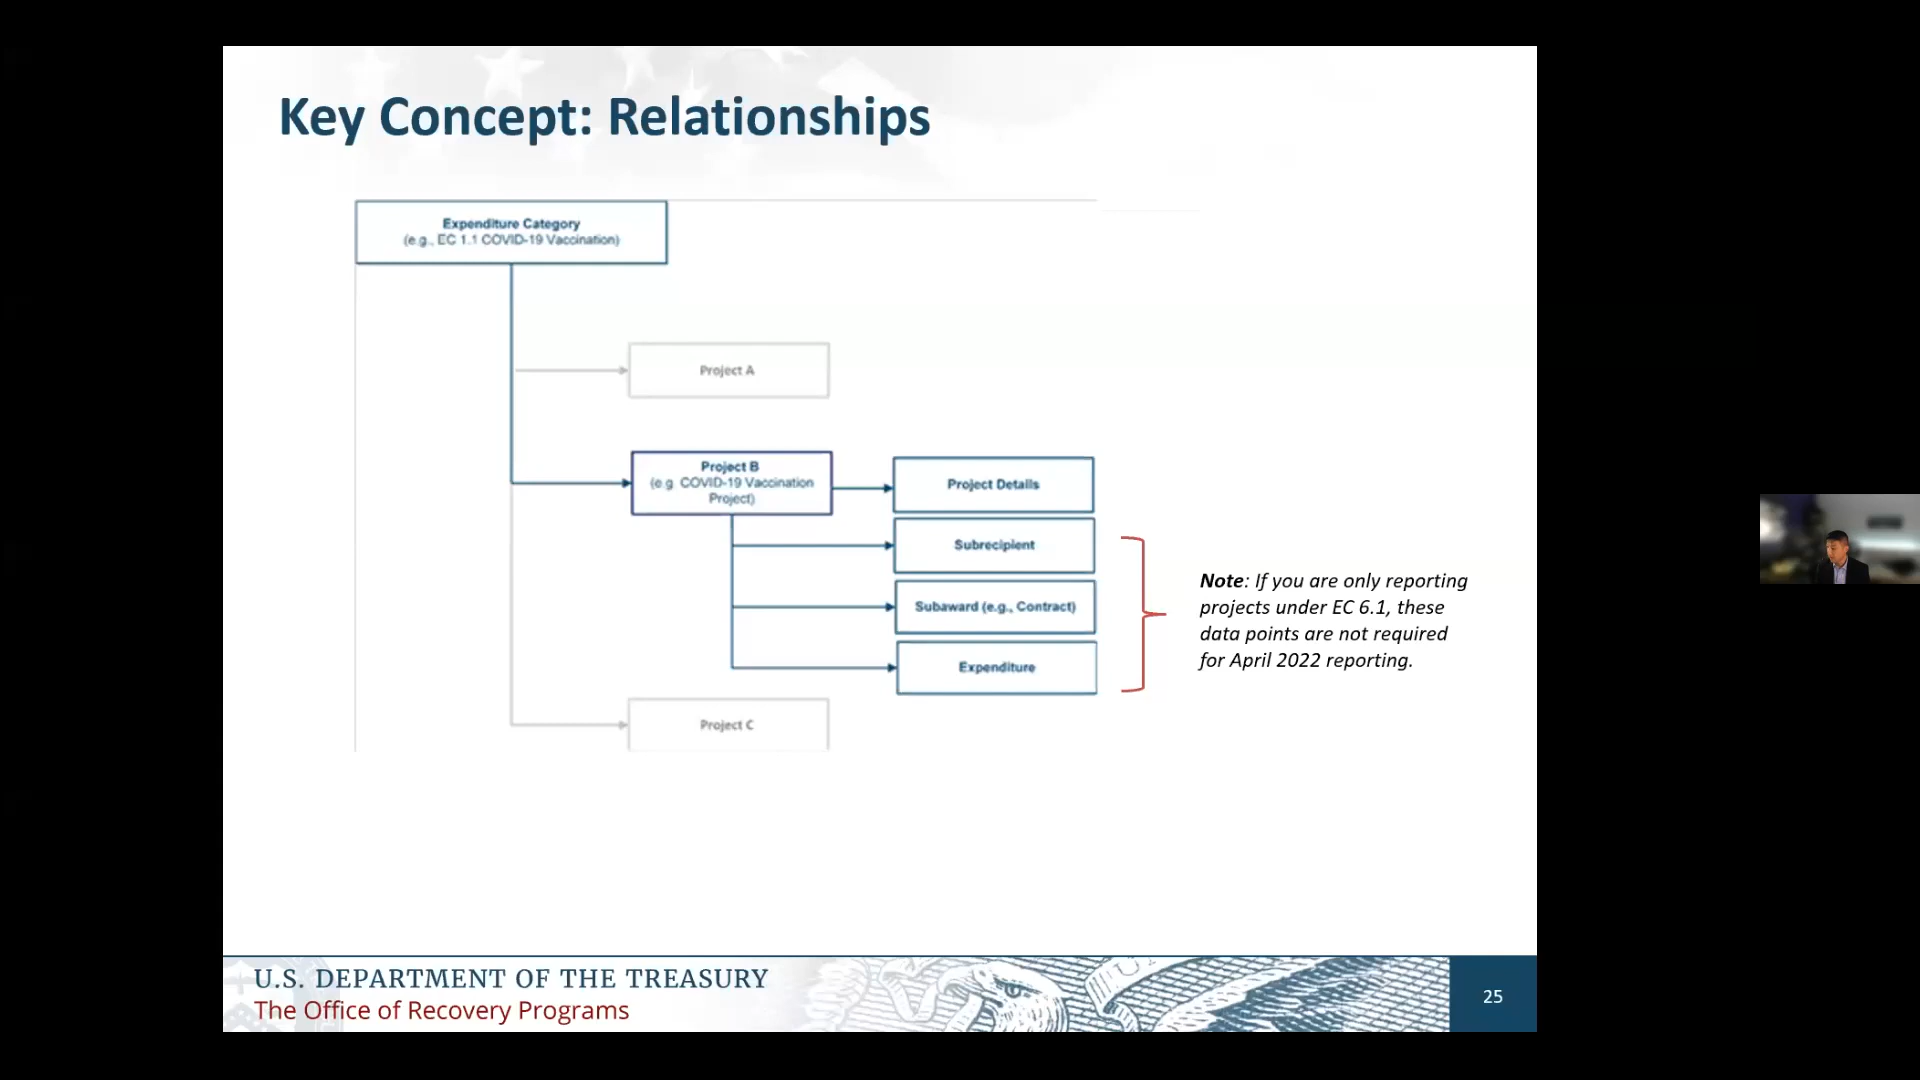 Key Concept: Relationships
Expenditure Category
(e.g., EC 1.1 COVID-19 Vaccination)
Project A
Project B
(e.g. COVID-19 Vaccination
Project)
Project Details
Subrecipient
Subaward (e.g., Contract)
Expenditure
Project C
Note: If you are only reporting
projects under EC 6.1, these
data points are not required
for April 2022 reporting.
U.S. DEPARTMENT OF THE TREASURY
The Office of Recovery Programs
25